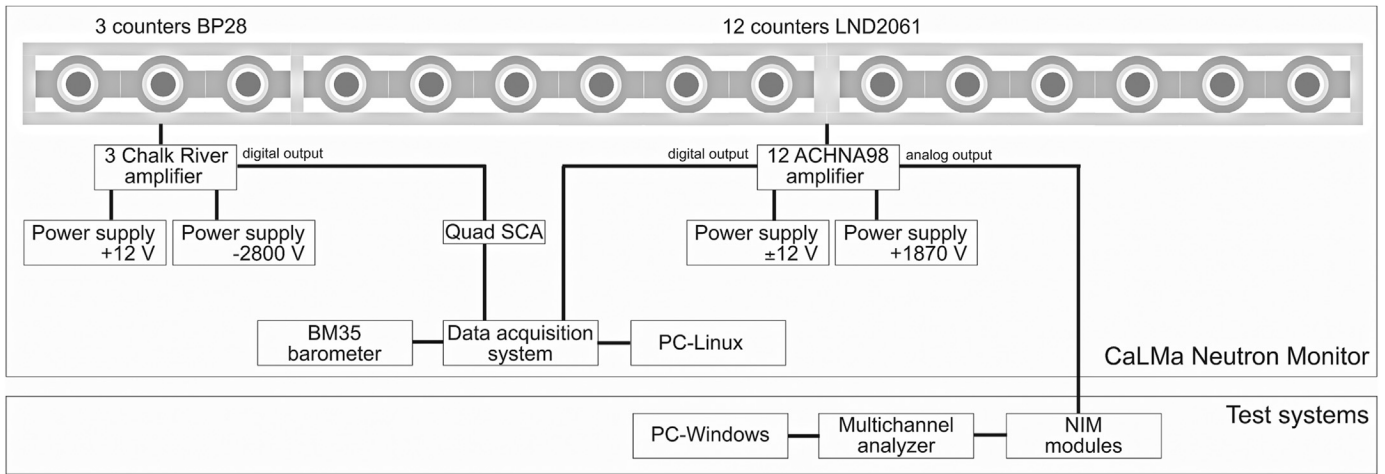 3 counters BP28
12 counters LND2061
3 Chalk River
amplifier
digital output
digital output
12 ACHNA98
amplifier
analog output
Power supply
+12 V
Power supply
-2800 V
Quad SCA
Power supply
±12 V
Power supply
+1870 V
BM35
barometer
Data acquisition
system
PC-Linux
CaLMa Neutron Monitor
Test systems
PC-Windows
Multichannel
analyzer
NIM
modules